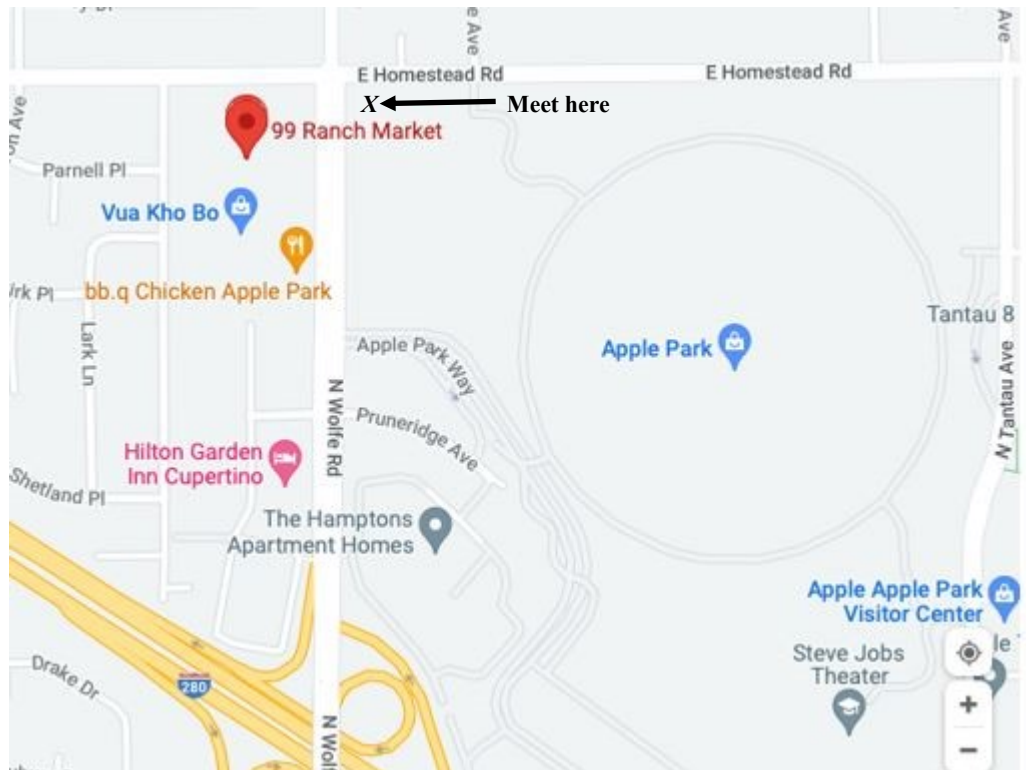 E Homestead Rd
E Homestead Rd
Ave
Ave
X
Meet here
99 Ranch Market
Parnell Pl
Vua Kho Bo
bb.q Chicken Apple Park
Lark Ln
Apple Park Way
Apple Park
Tantau 8
N Tantau Ave
N Wolfe Rd
Pruneridge Ave
Hilton Garden
Inn Cupertino
Shetland Pl
The Hamptons
Apartment Homes
Apple Apple Park
Visitor Center
Steve Jobs
Theater
Drake Dr
280
+
−